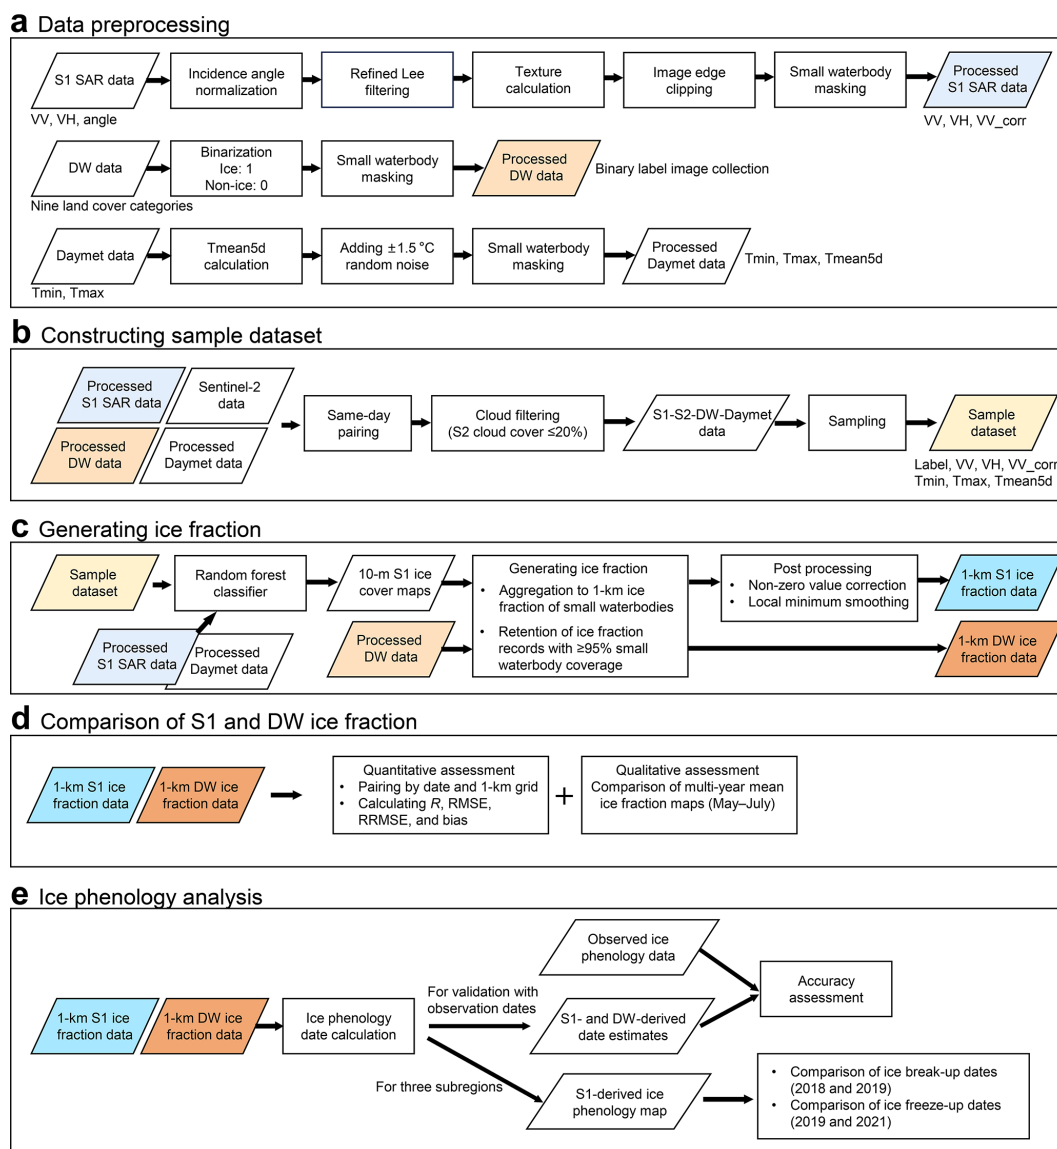 a Data preprocessing
S1 SAR data
Incidence angle
normalization
Refined Lee
filtering
Texture
calculation
Image edge
clipping
Small waterbody
masking
Processed
S1 SAR data
VV, VH, angle
VV, VH, VV_corr
DW data
Binarization
Ice: 1
Non-ice: 0
Small waterbody
masking
Processed
DW data
Binary label image collection
Nine land cover categories
Daymet data
Tmean5d
calculation
Adding ±1.5 °C
random noise
Small waterbody
masking
Processed
Daymet data
Tmin, Tmax, Tmean5d
Tmin, Tmax
b Constructing sample dataset
Processed
S1 SAR data
Sentinel-2
data
Processed
DW data
Processed
Daymet data
Same-day
pairing
Cloud filtering
(S2 cloud cover ≤20%)
S1-S2-DW-Daymet
data
Sampling
Sample
dataset
Label, VV, VH, VV_corr
Tmin, Tmax, Tmean5d
c Generating ice fraction
Sample
dataset
Random forest
classifier
Processed
S1 SAR data
Processed
Daymet data
10-m S1 ice
cover maps
Processed
DW data
Generating ice fraction
• Aggregation to 1-km ice
fraction of small waterbodies
• Retention of ice fraction
records with ≥95% small
waterbody coverage
Post processing
• Non-zero value correction
• Local minimum smoothing
1-km S1 ice
fraction data
1-km DW ice
fraction data
d Comparison of S1 and DW ice fraction
1-km S1 ice
fraction data
1-km DW ice
fraction data
Quantitative assessment
• Pairing by date and 1-km grid
• Calculating R, RMSE,
RRMSE, and bias
+
Qualitative assessment
Comparison of multi-year mean
ice fraction maps (May–July)
e Ice phenology analysis
1-km S1 ice
fraction data
1-km DW ice
fraction data
Ice phenology
date calculation
For validation with
observation dates
For three subregions
Observed ice
phenology data
S1- and DW-derived
date estimates
Accuracy
assessment
S1-derived ice
phenology map
• Comparison of ice break-up dates
(2018 and 2019)
• Comparison of ice freeze-up dates
(2019 and 2021)